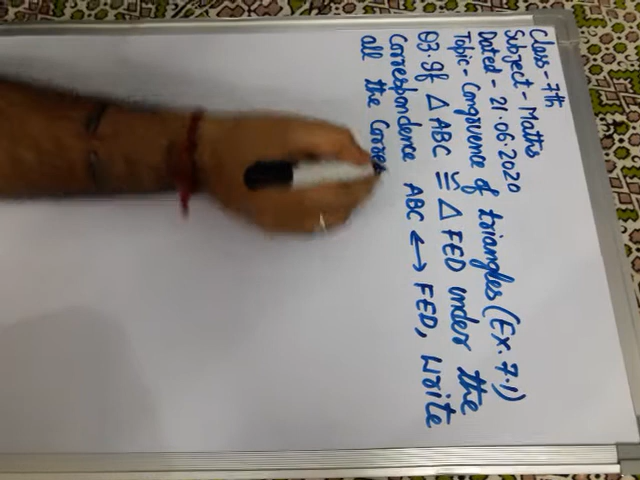 Class-7th
Subject-Maths
Dated-21.06.2020
Topic-Congruence of triangles (Ex.7.1)
Q3. If △ABC ≅ △FED under the
Correspondence ABC ⟷ FED, Write
all the Corres